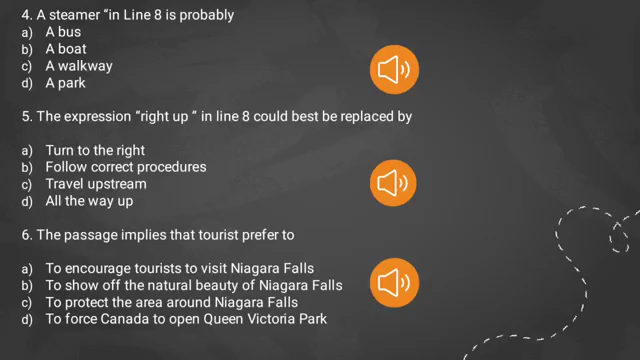 4. A steamer “in Line 8 is probably
a) A bus
b) A boat
c) A walkway
d) A park
5. The expression “right up “ in line 8 could best be replaced by
a) Turn to the right
b) Follow correct procedures
c) Travel upstream
d) All the way up
6. The passage implies that tourist prefer to
a) To encourage tourists to visit Niagara Falls
b) To show off the natural beauty of Niagara Falls
c) To protect the area around Niagara Falls
d) To force Canada to open Queen Victoria Park